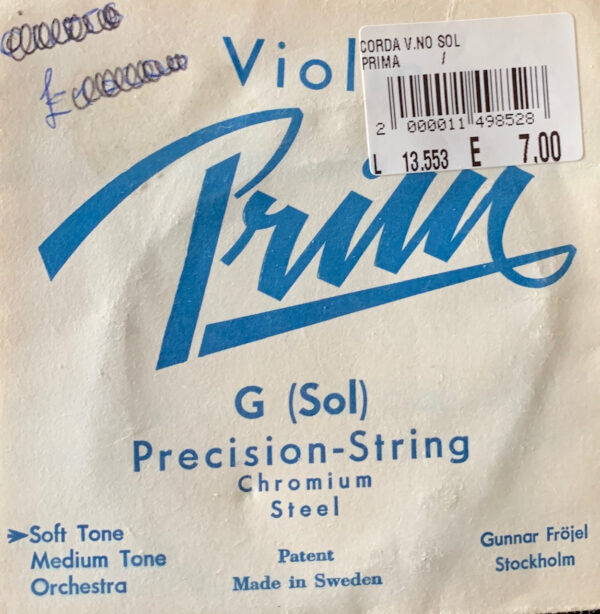 Viol
CORDA V.NO SOL
PRIMA /
2 000011 498528
L 13.553 E 7.00
Prim
G (Sol)
Precision-String
Chromium
Steel
➤Soft Tone
Medium Tone
Orchestra
Patent
Made in Sweden
Gunnar Fröjel
Stockholm